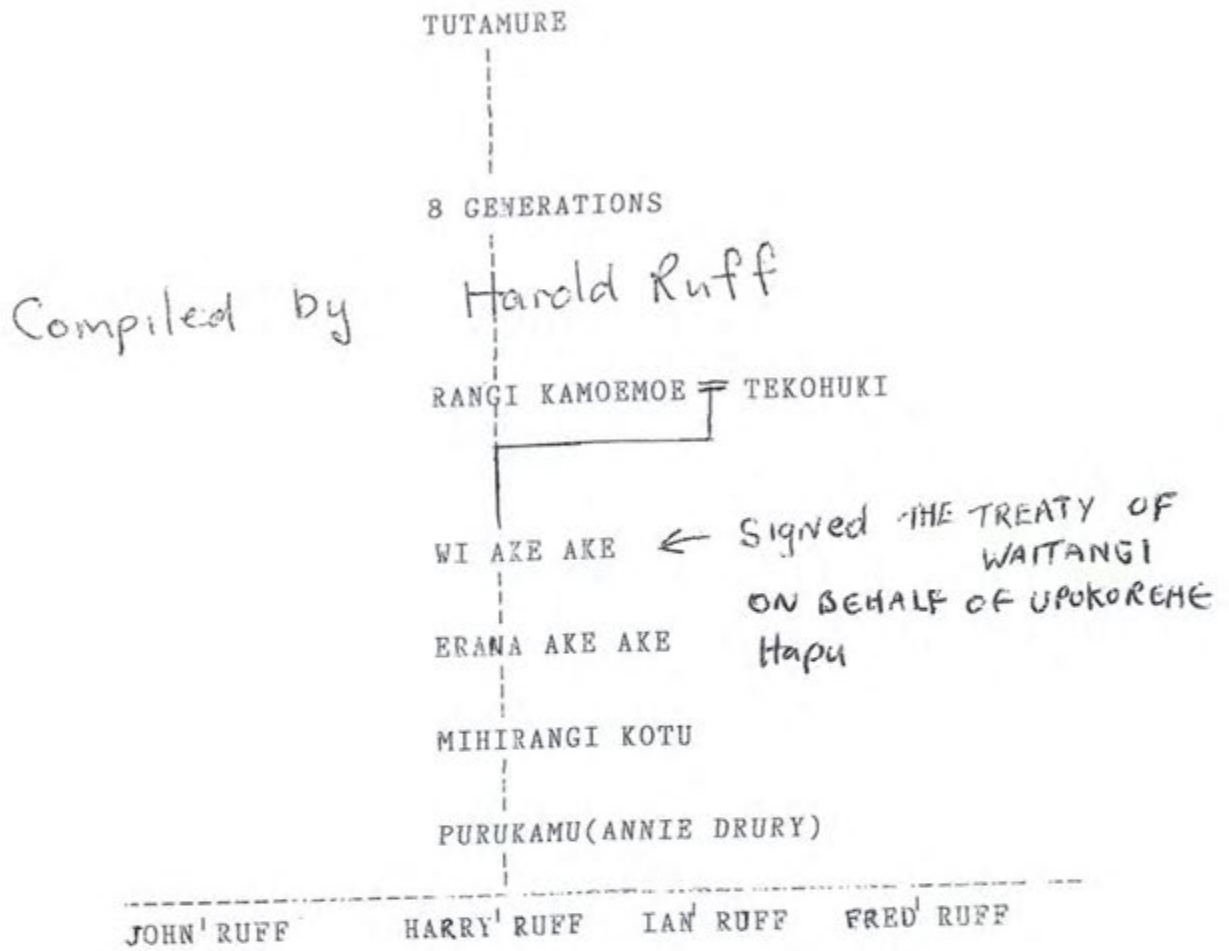 TUTAMURE
8 GENERATIONS
Compiled by Harold Ruff
RANGI KAMOEMOE = TEKOHUKI
WI AKE AKE ← Signed THE TREATY OF
WAITANGI
ON BEHALF OF UPOKOREHE
ERANA AKE AKE Hapu
MIHIRANGI KOTU
PURUKAMU(ANNIE DRURY)
JOHN RUFF HARRY RUFF IAN RUFF FRED RUFF